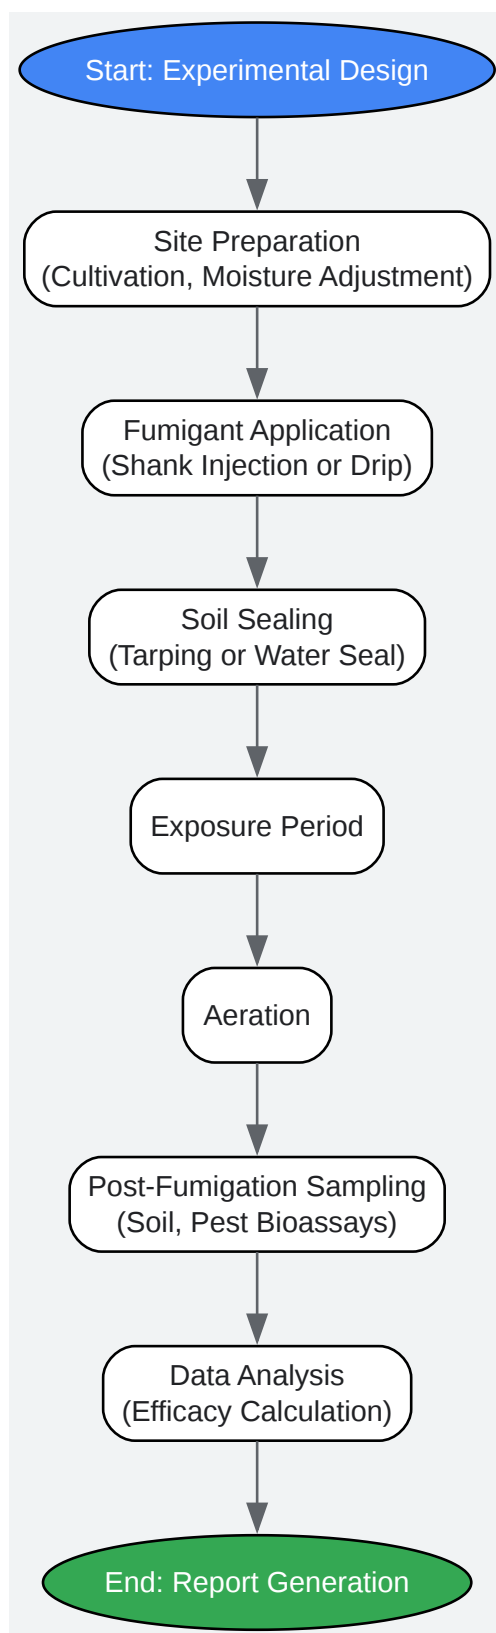 Start: Experimental Design
Site Preparation
(Cultivation, Moisture Adjustment)
Fumigant Application
(Shank Injection or Drip)
Soil Sealing
(Tarping or Water Seal)
Exposure Period
Aeration
Post-Fumigation Sampling
(Soil, Pest Bioassays)
Data Analysis
(Efficacy Calculation)
End: Report Generation